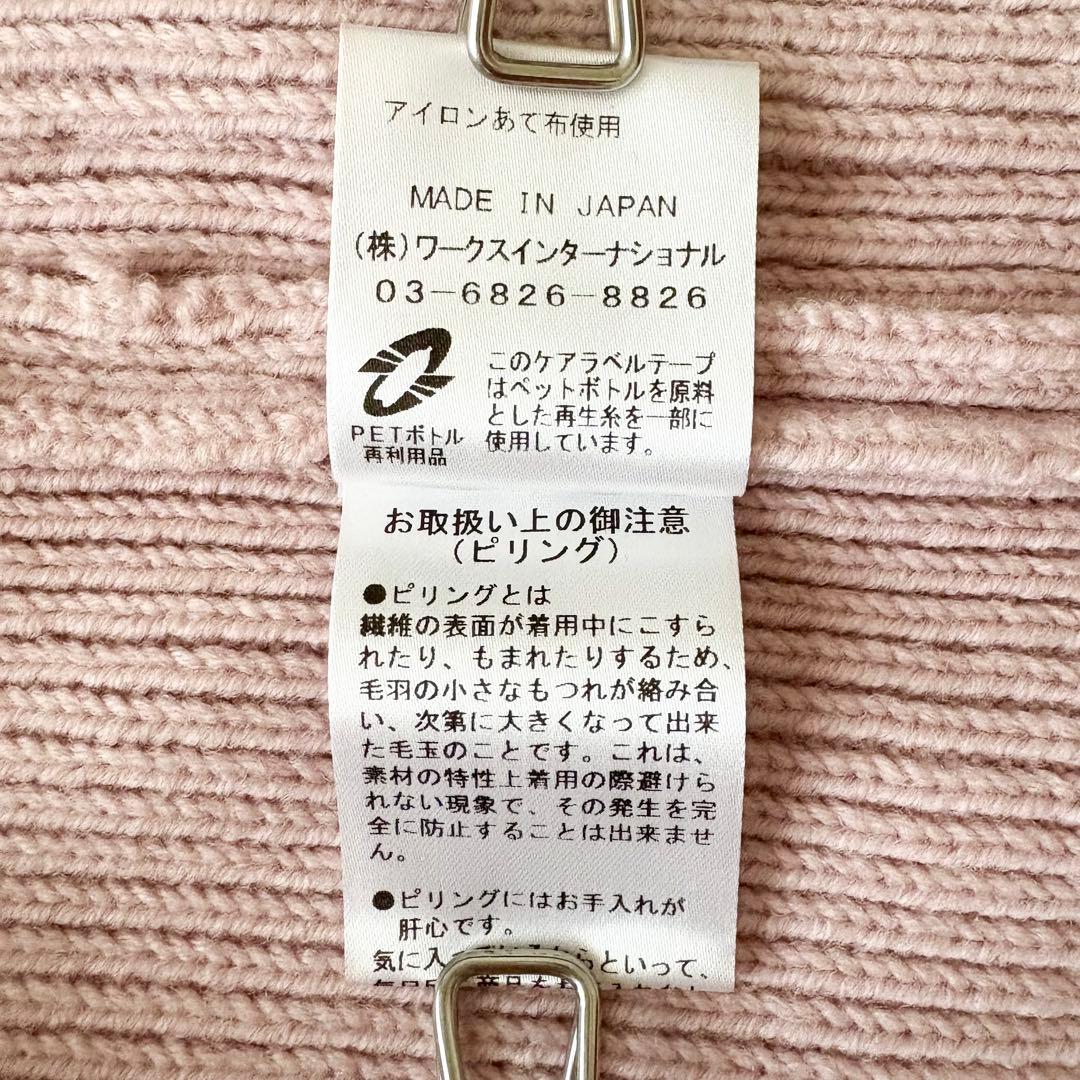 アイロンあて布使用
MADE IN JAPAN
(株)ワークスインターナショナル
03-6826-8826
PETボトル
再利用品
このケアラベルテープ
はペットボトルを原料
とした再生糸を一部に
使用しています。
お取扱い上の御注意
(ピリング)
●ピリングとは
繊維の表面が着用中にこすら
れたり、もまれたりするため、
毛羽の小さなもつれが絡み合
い、次第に大きくなって出来
た毛玉のことです。これは、
素材の特性上着用の際避けら
れない現象で、その発生を完
全に防止することは出来ませ
ん。
●ピリングにはお手入れが
肝心です。
気に入 らといって、